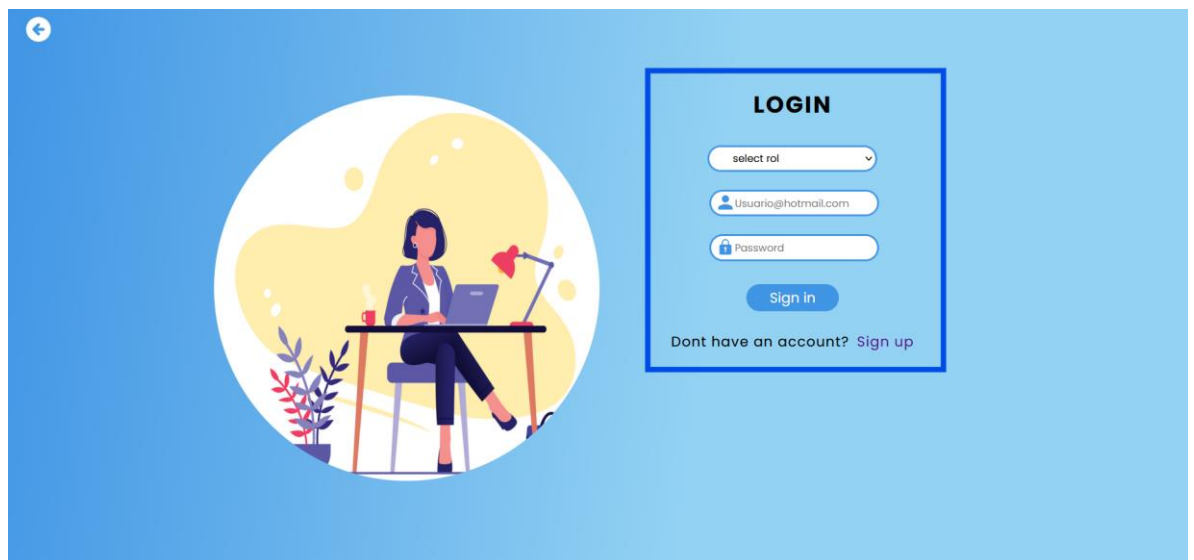 LOGIN
select rol
Usuario@hotmail.com
Password
Sign in
Dont have an account? Sign up